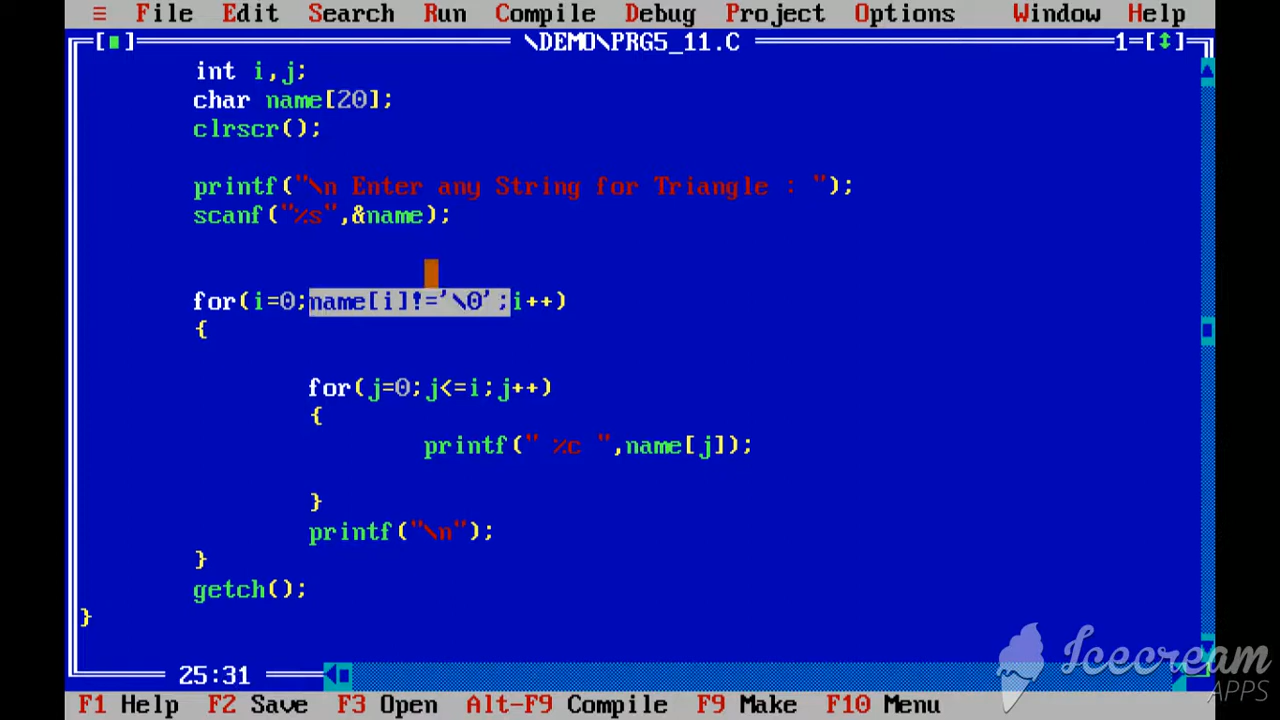 ≡ File Edit Search Run Compile Debug Project Options Window Help
[■] \DEMO\PRG5_11.C 1=[↕]
int i,j;
char name[20];
clrscr();
printf("\n Enter any String for Triangle : ");
scanf("%s",&name);
for(i=0;name[i]!='\0';i++)
{
for(j=0;j<=i;j++)
{
printf(" %c ",name[j]);
}
printf("\n");
}
getch();
}
25:31
Icecream
APPS
F1 Help F2 Save F3 Open Alt-F9 Compile F9 Make F10 Menu